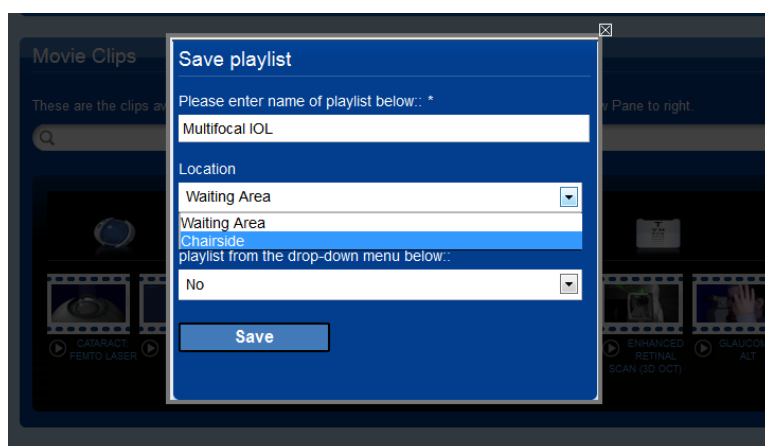 Movie Clips
These are the clips av
w Pane to right.
Save playlist
Please enter name of playlist below:: *
Multifocal IOL
Location
Waiting Area
Waiting Area
Chairside
playlist from the drop-down menu below::
No
Save
CATARACT:
FEMTO LASER
ENHANCED
RETINAL
SCAN (3D OCT)
GLAUCOM
ALT